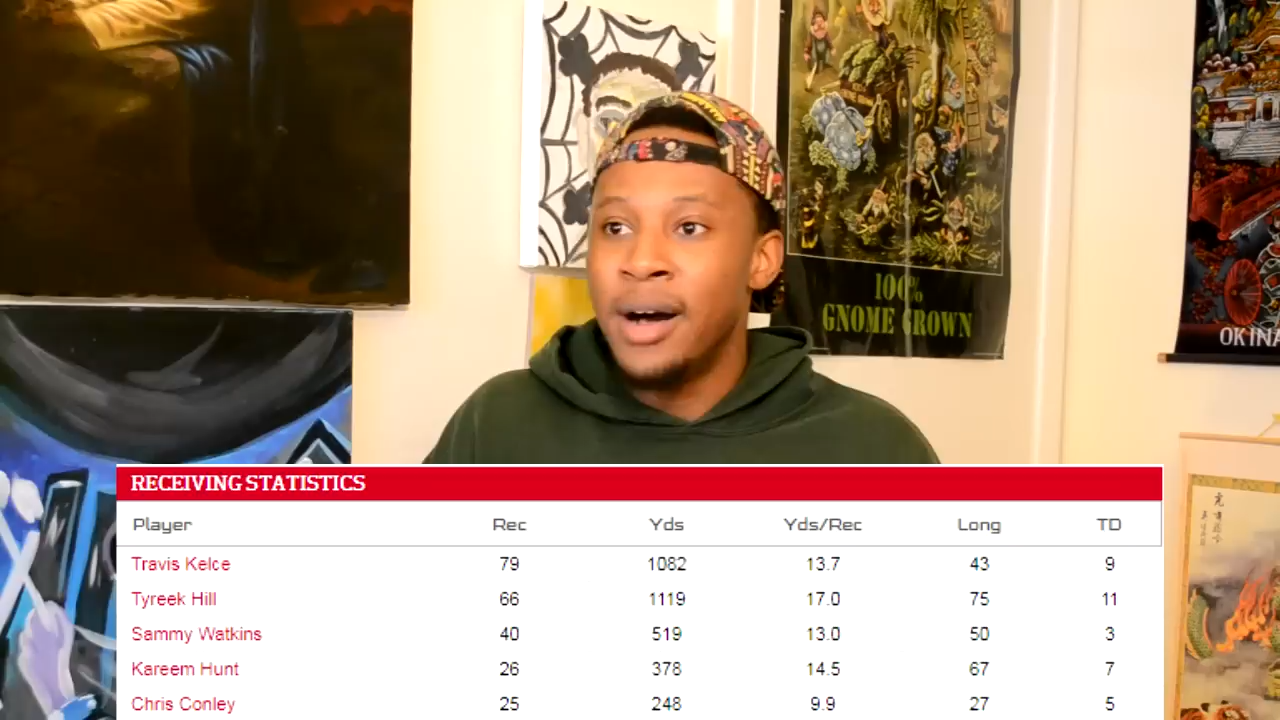 100%
GNOME GROWN
OKINA
RECEIVING STATISTICS
Player Rec Yds Yds/Rec Long TD
Travis Kelce 79 1082 13.7 43 9
Tyreek Hill 66 1119 17.0 75 11
Sammy Watkins 40 519 13.0 50 3
Kareem Hunt 26 378 14.5 67 7
Chris Conley 25 248 9.9 27 5